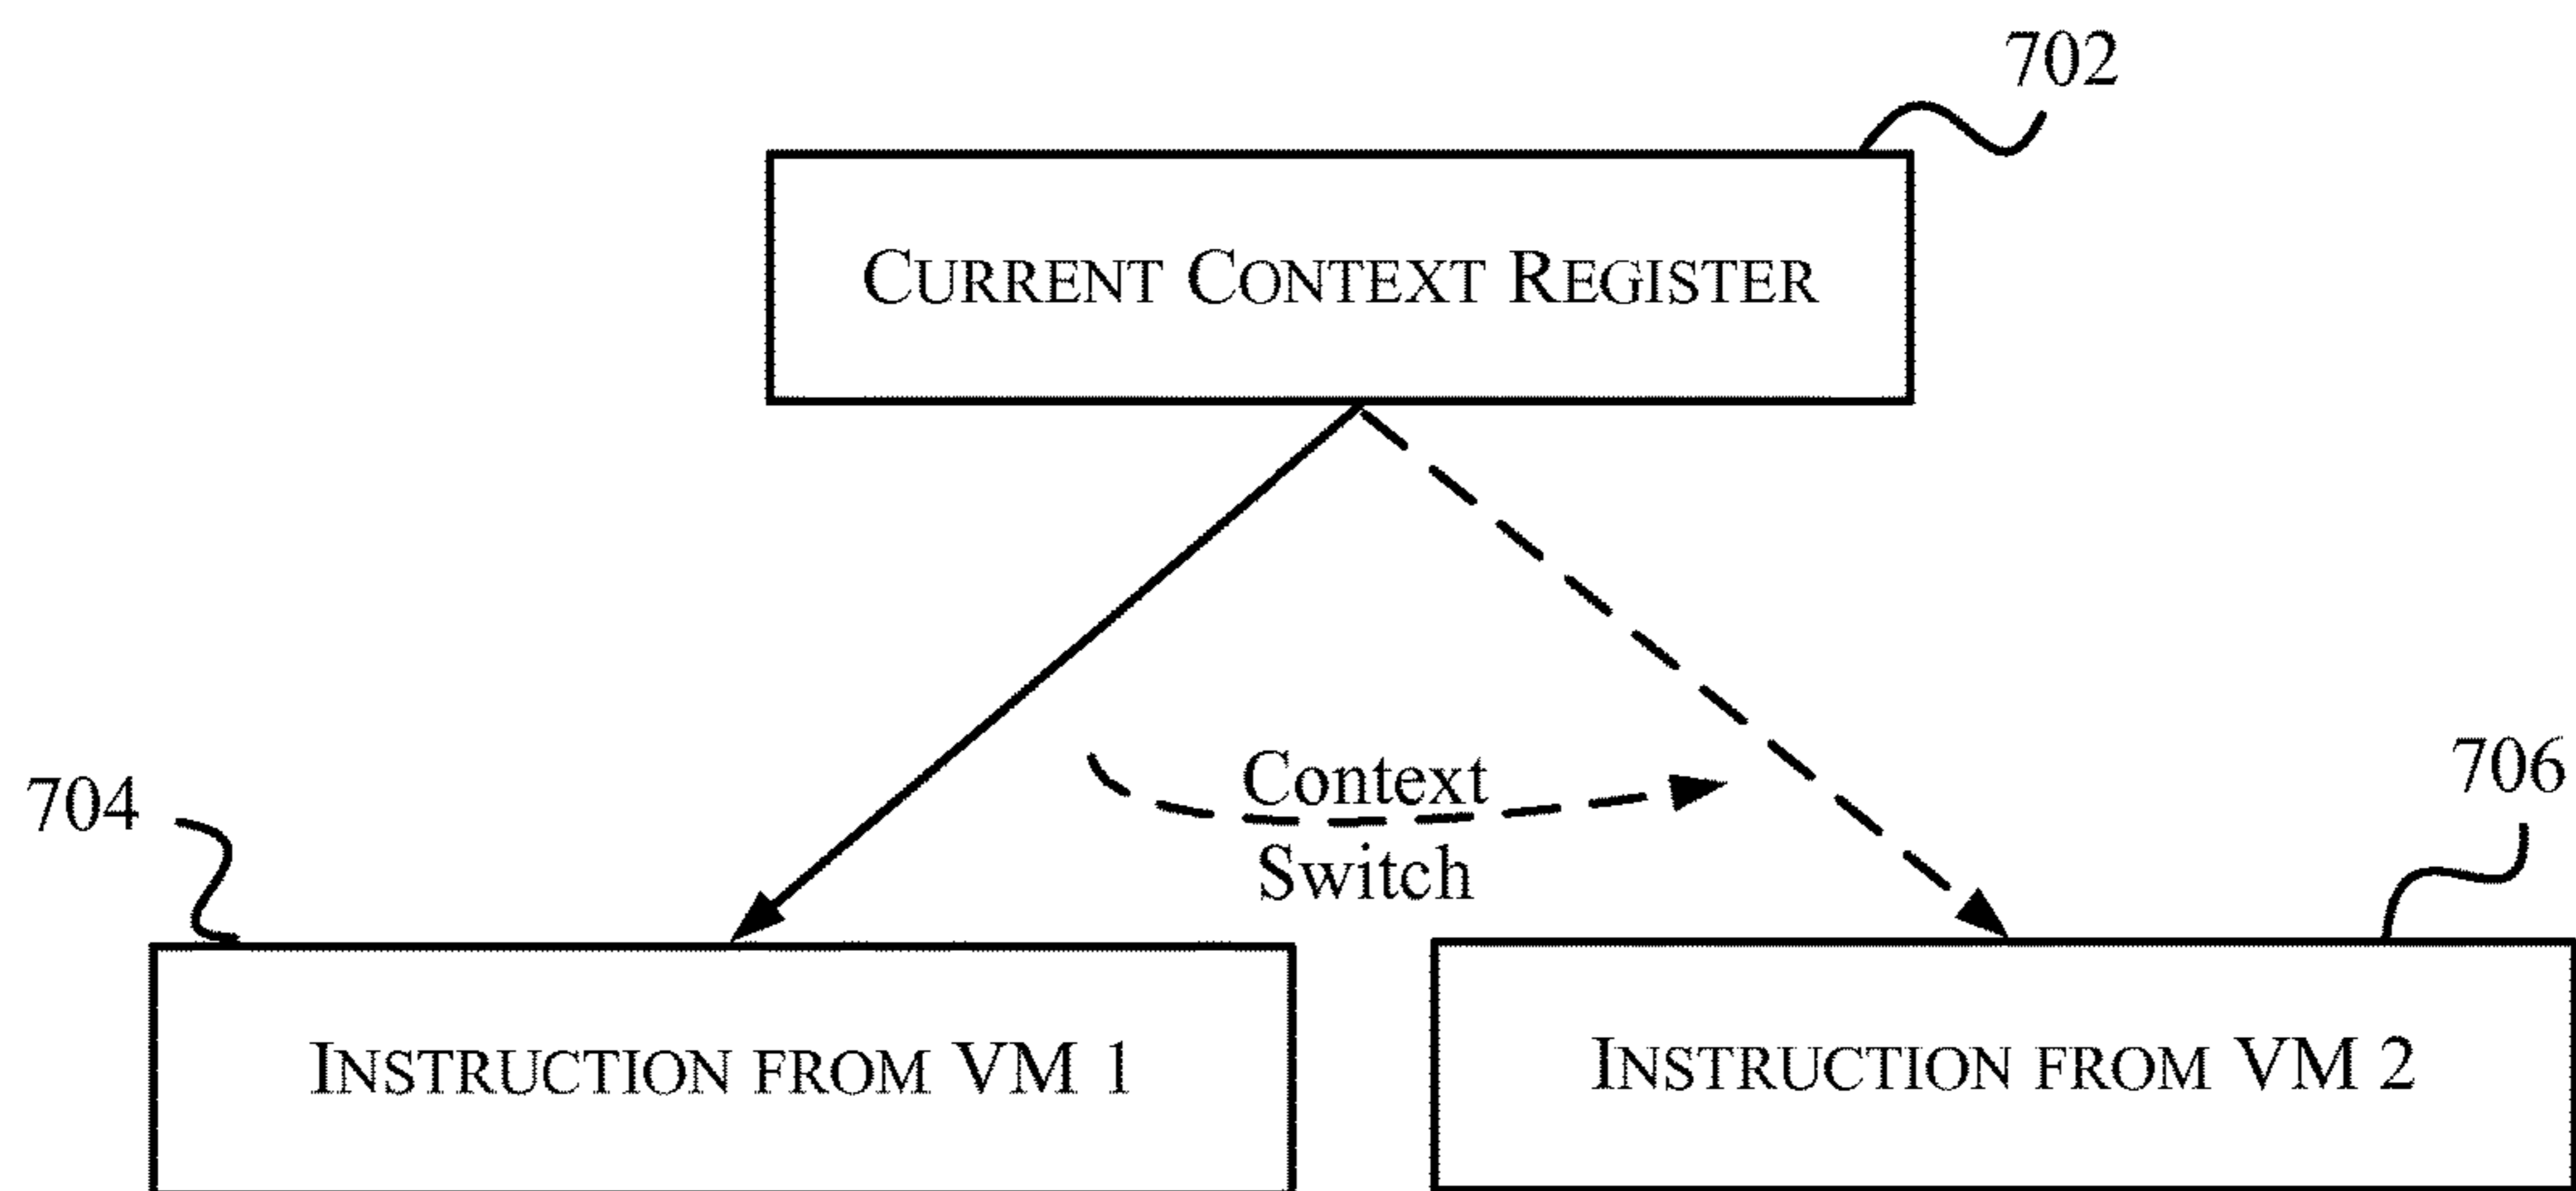 702
CURRENT CONTEXT REGISTER
704
Context
Switch
706
INSTRUCTION FROM VM 1
INSTRUCTION FROM VM 2